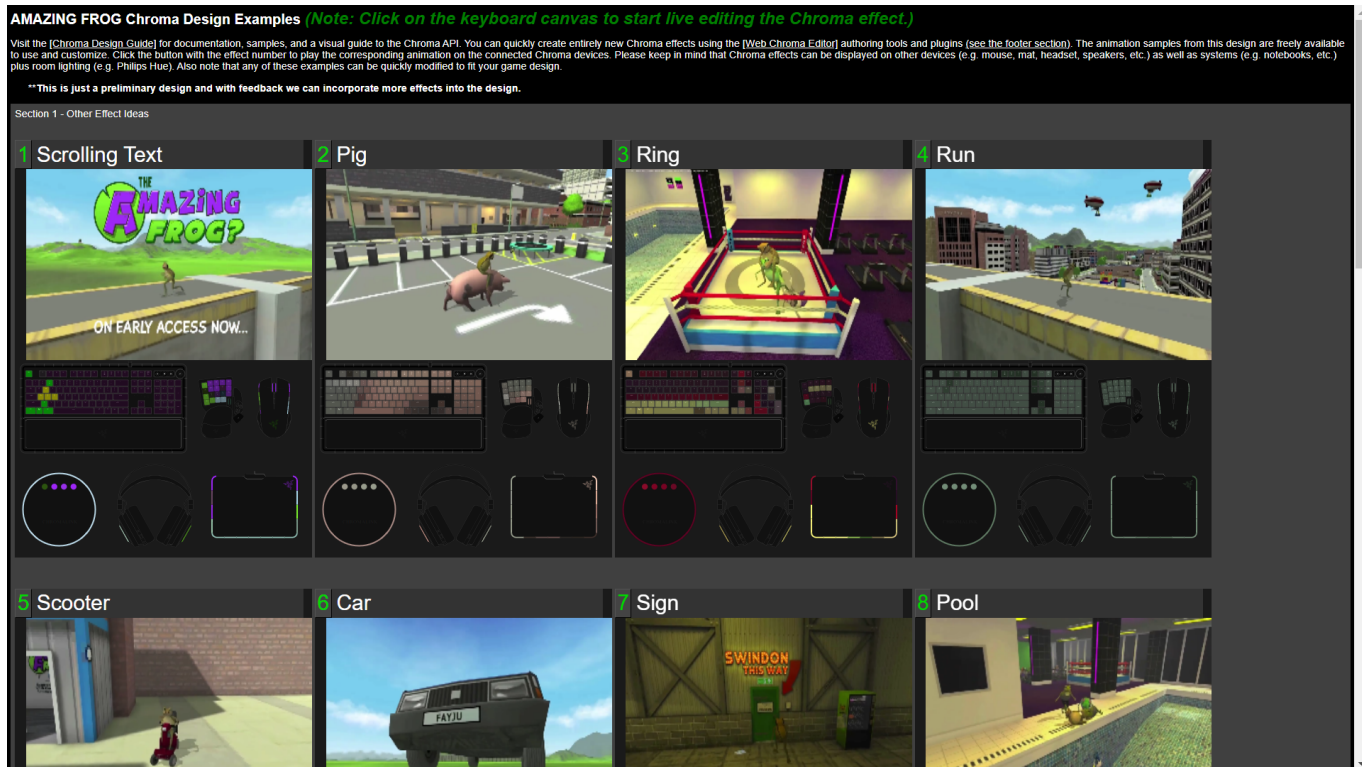 AMAZING FROG Chroma Design Examples (Note: Click on the keyboard canvas to start live editing the Chroma effect.)
Visit the [Chroma Design Guide] for documentation, samples, and a visual guide to the Chroma API. You can quickly create entirely new Chroma effects using the [Web Chroma Editor] authoring tools and plugins (see the footer section). The animation samples from this design are freely available
to use and customize. Click the button with the effect number to play the corresponding animation on the connected Chroma devices. Please keep in mind that Chroma effects can be displayed on other devices (e.g. mouse, mat, headset, speakers, etc.) as well as systems (e.g. notebooks, etc.)
plus room lighting (e.g. Philips Hue). Also note that any of these examples can be quickly modified to fit your game design.
**This is just a preliminary design and with feedback we can incorporate more effects into the design.
Section 1 - Other Effect Ideas
1 Scrolling Text
2 Pig
3 Ring
4 Run
THE
AMAZING
FROG?
ON EARLY ACCESS NOW...
5 Scooter
6 Car
7 Sign
8 Pool
FAYJU
SWINDON
THIS WAY